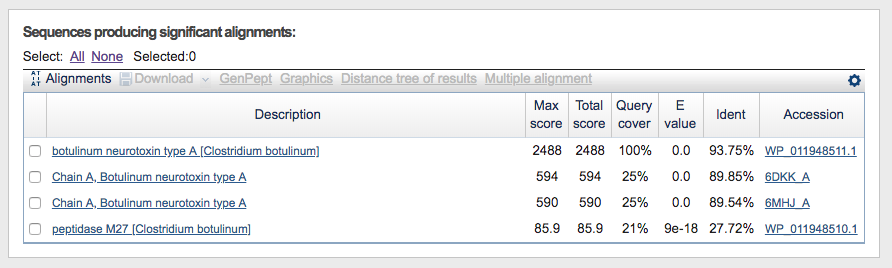 Sequences producing significant alignments:
Select: All None Selected:0
Alignments Download GenPept Graphics Distance tree of results Multiple alignment
Description Max score Total score Query cover E value Ident Accession
botulinum neurotoxin type A [Clostridium botulinum] 2488 2488 100% 0.0 93.75% WP_011948511.1
Chain A, Botulinum neurotoxin type A 594 594 25% 0.0 89.85% 6DKK_A
Chain A, Botulinum neurotoxin type A 590 590 25% 0.0 89.54% 6MHJ_A
peptidase M27 [Clostridium botulinum] 85.9 85.9 21% 9e-18 27.72% WP_011948510.1